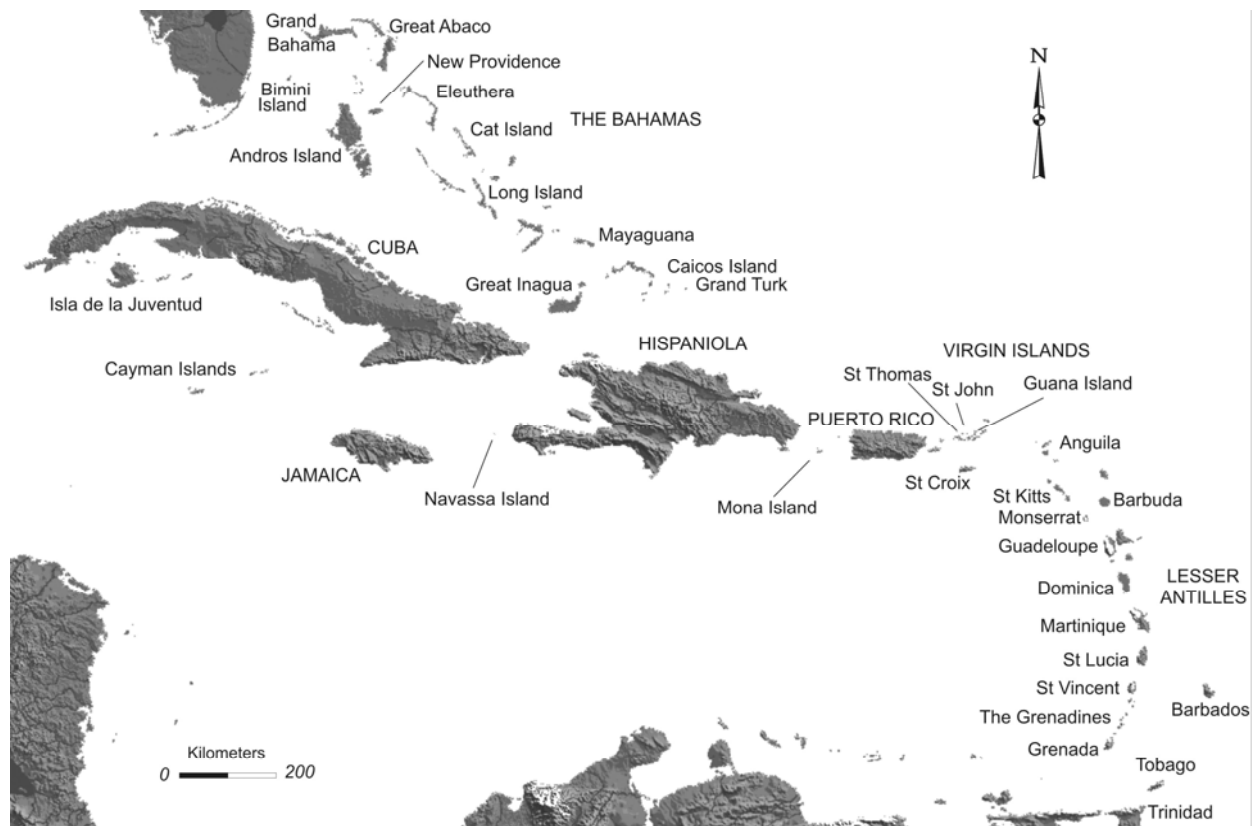 Grand
Bahama
Great Abaco
New Providence
Bimini
Island
Eleuthera
THE BAHAMAS
Cat Island
Andros Island
Long Island
N
CUBA
Mayaguana
Caicos Island
Grand Turk
Great Inagua
Isla de la Juventud
HISPANIOLA
VIRGIN ISLANDS
Cayman Islands
St Thomas
St John
Guana Island
PUERTO RICO
Anguila
JAMAICA
Navassa Island
Mona Island
St Croix
St Kitts
Barbuda
Monserrat
Guadeloupe
Dominica
LESSER
ANTILLES
Martinique
St Lucia
St Vincent
Barbados
The Grenadines
Grenada
Kilometers
0 200
Tobago
Trinidad